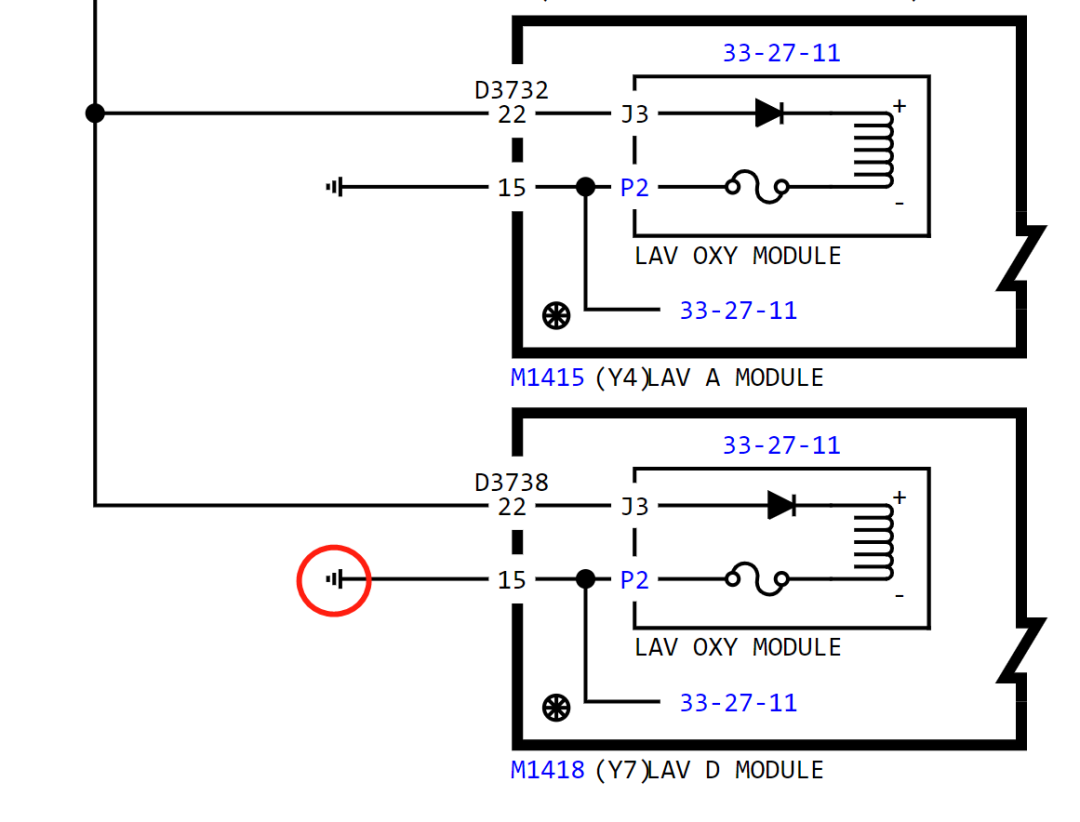 33-27-11
D3732
22
J3
+
15
P2
-
LAV OXY MODULE
33-27-11
M1415 (Y4)LAV A MODULE
33-27-11
D3738
22
J3
+
15
P2
-
LAV OXY MODULE
33-27-11
M1418 (Y7)LAV D MODULE